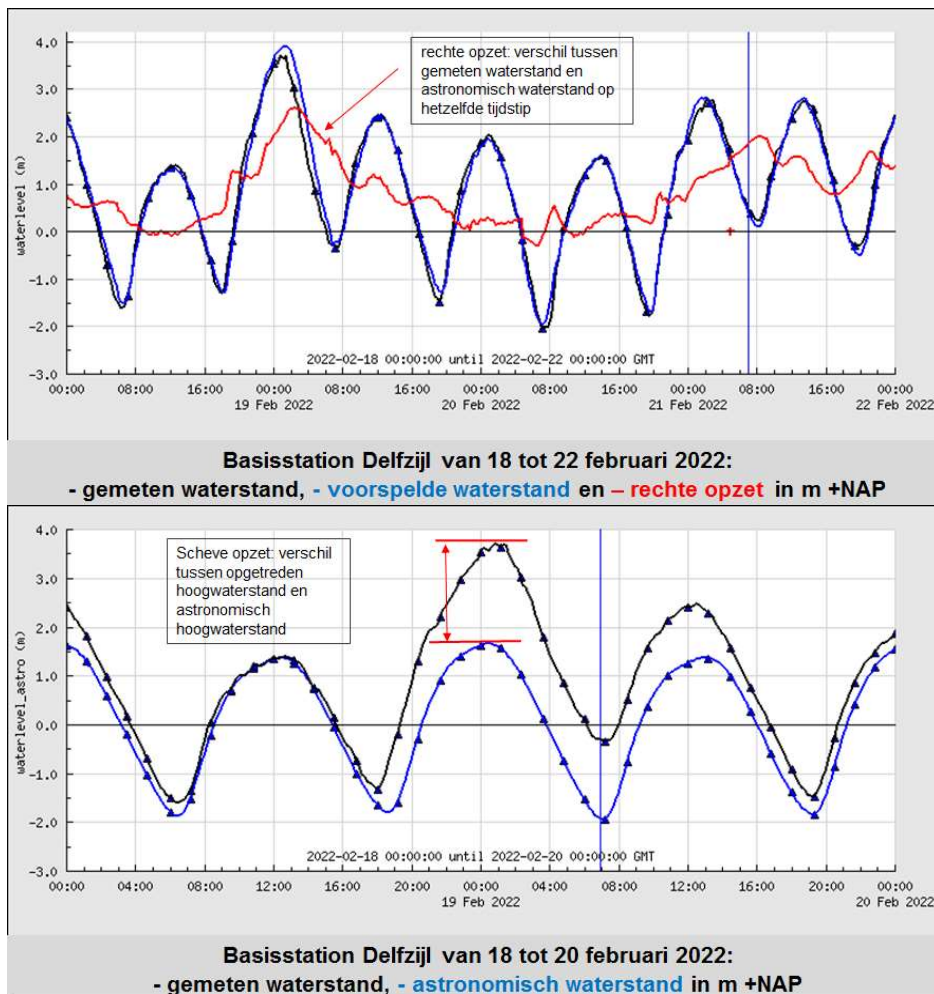 4.0
rechte opzet: verschil tussen
gemeten waterstand en
astronomisch waterstand op
hetzelfde tijdstip
3.0
2.0
1.0
0.0
-1.0
-2.0
-3.0
waterlevel (m)
2022-02-18 00:00:00 until 2022-02-22 00:00:00 GMT
00:00 08:00 16:00 00:00 08:00 16:00 00:00 08:00 16:00 00:00 08:00 16:00 00:00
19 Feb 2022 20 Feb 2022 21 Feb 2022 22 Feb 2022
Basisstation Delfzijl van 18 tot 22 februari 2022:
- gemeten waterstand, - voorspelde waterstand en – rechte opzet in m +NAP
4.0
Scheve opzet: verschil
tussen opgetreden
hoogwaterstand en
astronomisch
hoogwaterstand
3.0
2.0
1.0
0.0
-1.0
-2.0
-3.0
waterlevel_astro (m)
2022-02-18 00:00:00 until 2022-02-20 00:00:00 GMT
00:00 04:00 08:00 12:00 16:00 20:00 00:00 04:00 08:00 12:00 16:00 20:00 00:00
19 Feb 2022 20 Feb 2022
Basisstation Delfzijl van 18 tot 20 februari 2022:
- gemeten waterstand, - astronomisch waterstand in m +NAP